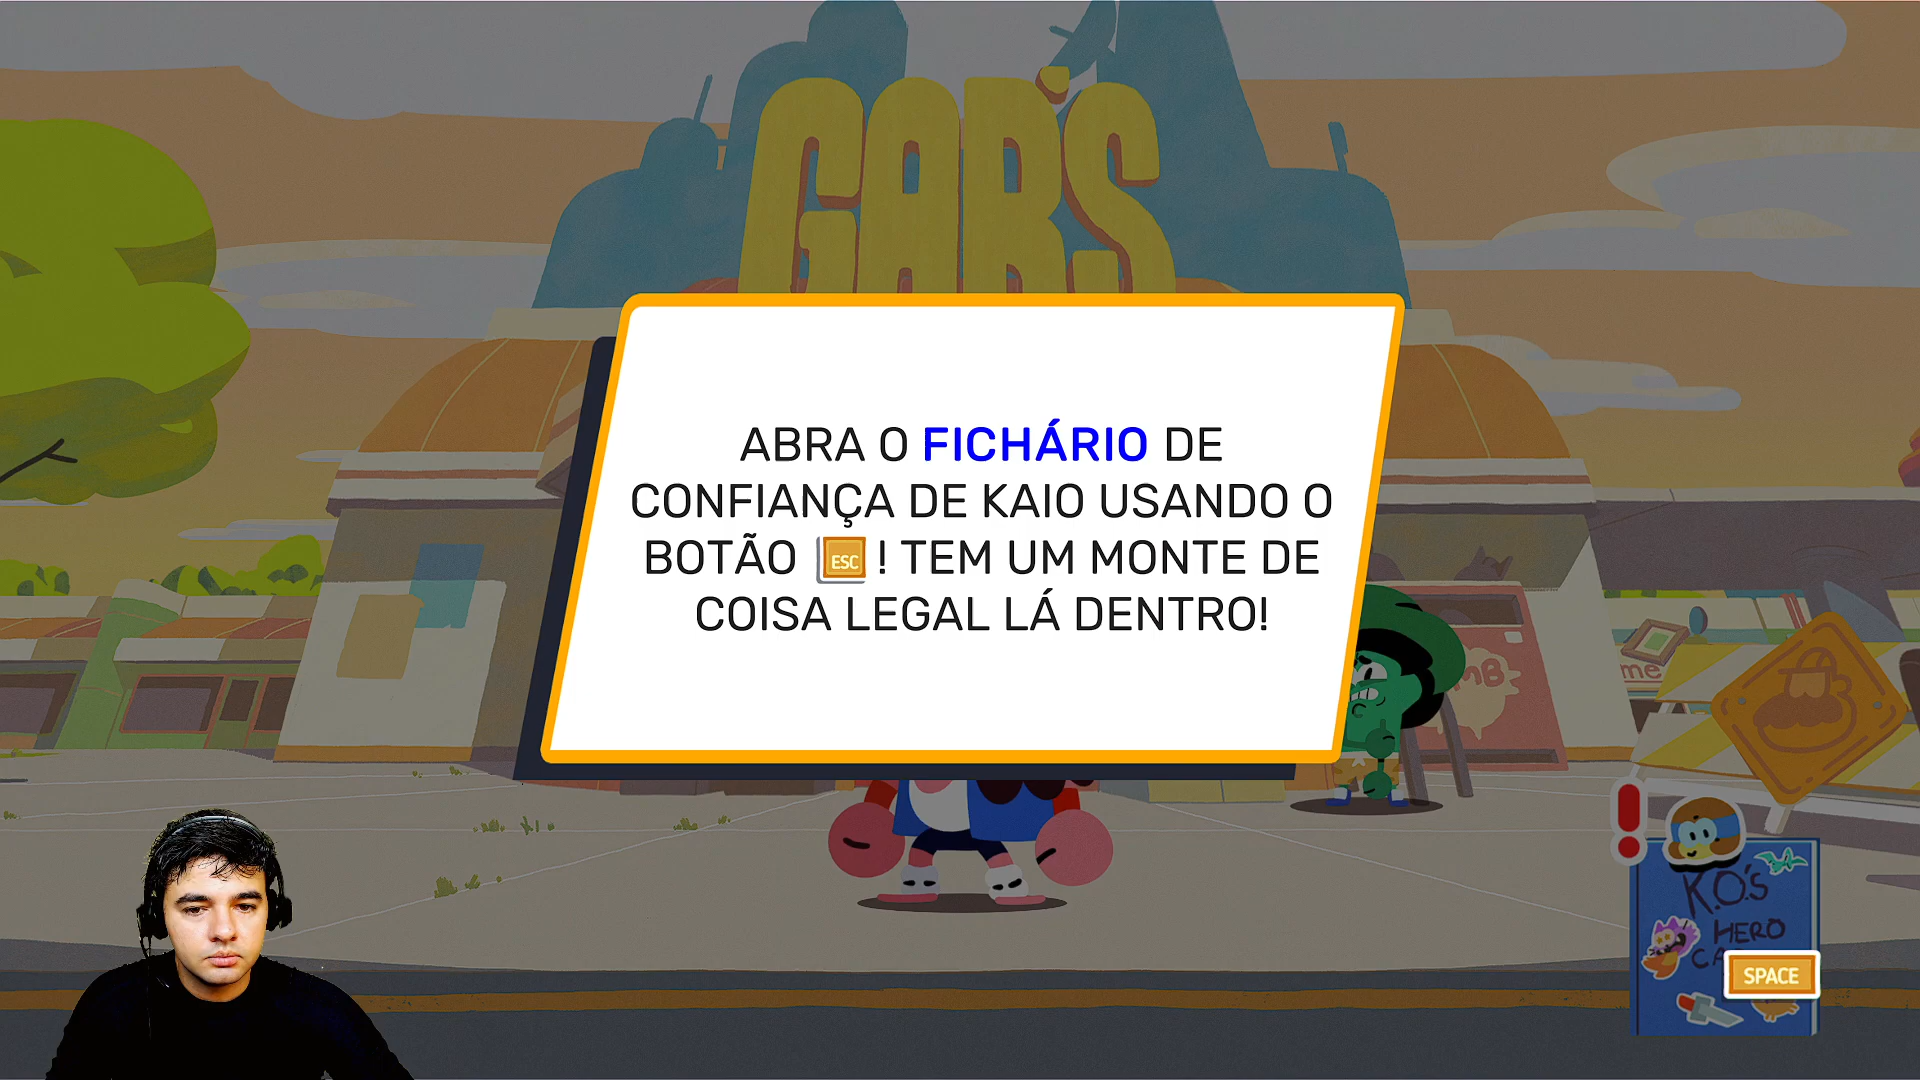 GAR'S
ABRA O FICHÁRIO DE
CONFIANÇA DE KAIO USANDO O
BOTÃO ESC ! TEM UM MONTE DE
COISA LEGAL LÁ DENTRO!
me
K.O.'S
HERO
SPACE